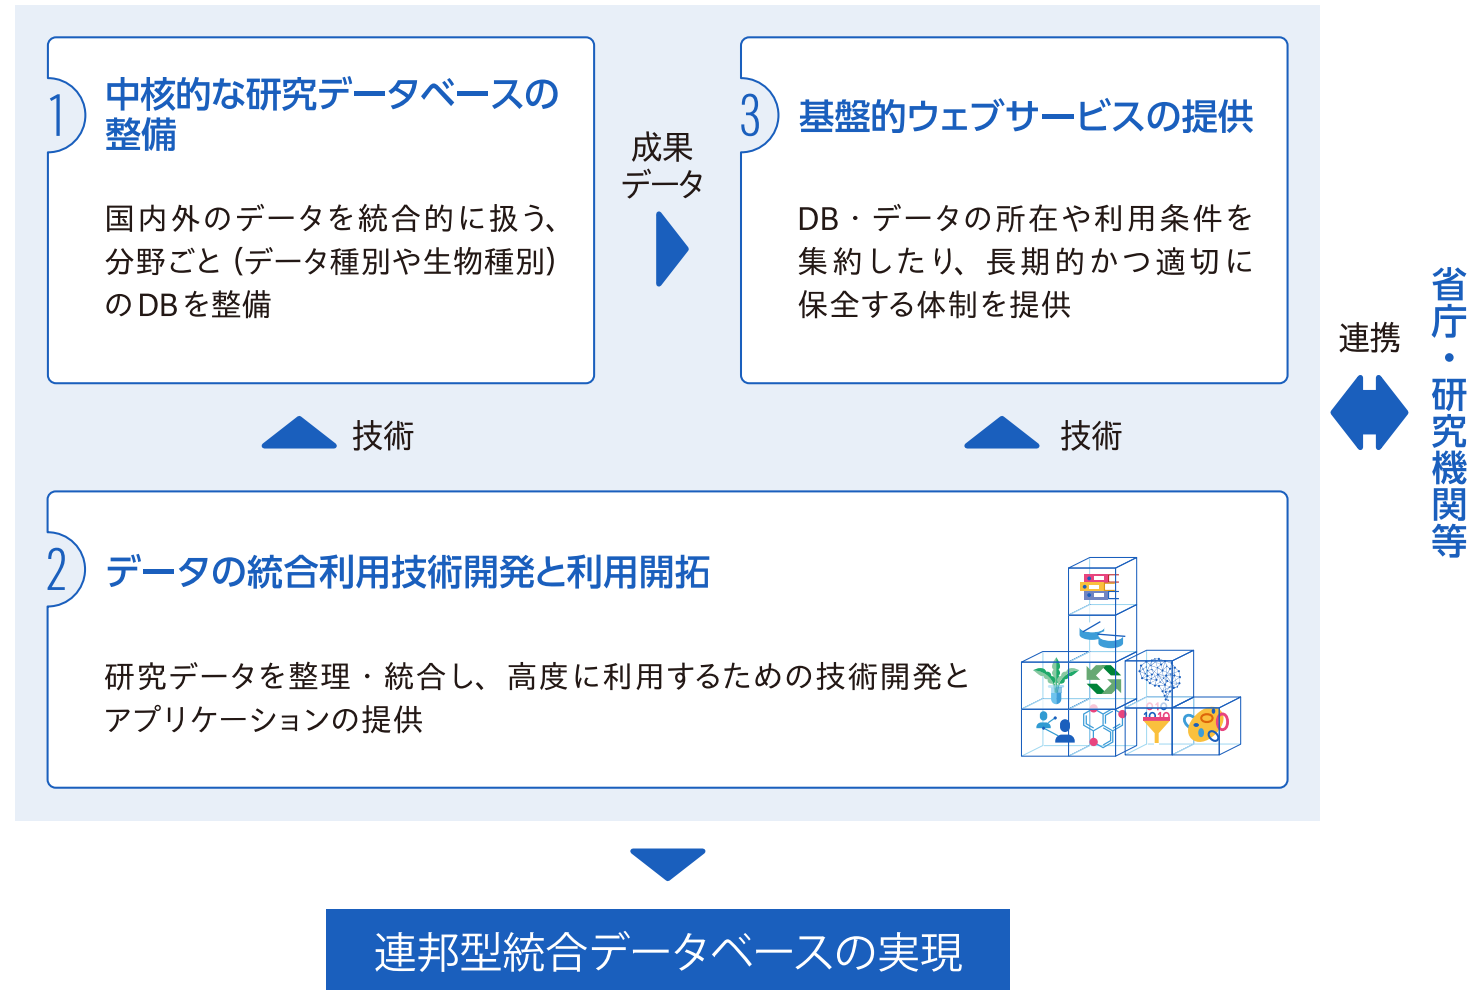 1
中核的な研究データベースの
整備
国内外のデータを統合的に扱う、
分野ごと（データ種別や生物種別）
のDBを整備
成果
データ
3
基盤的ウェブサービスの提供
DB・データの所在や利用条件を
集約したり、長期的かつ適切に
保全する体制を提供
技術
技術
2
データの統合利用技術開発と利用開拓
研究データを整理・統合し、高度に利用するための技術開発と
アプリケーションの提供
010
1010
連携
省庁・研究機関等
連邦型統合データベースの実現